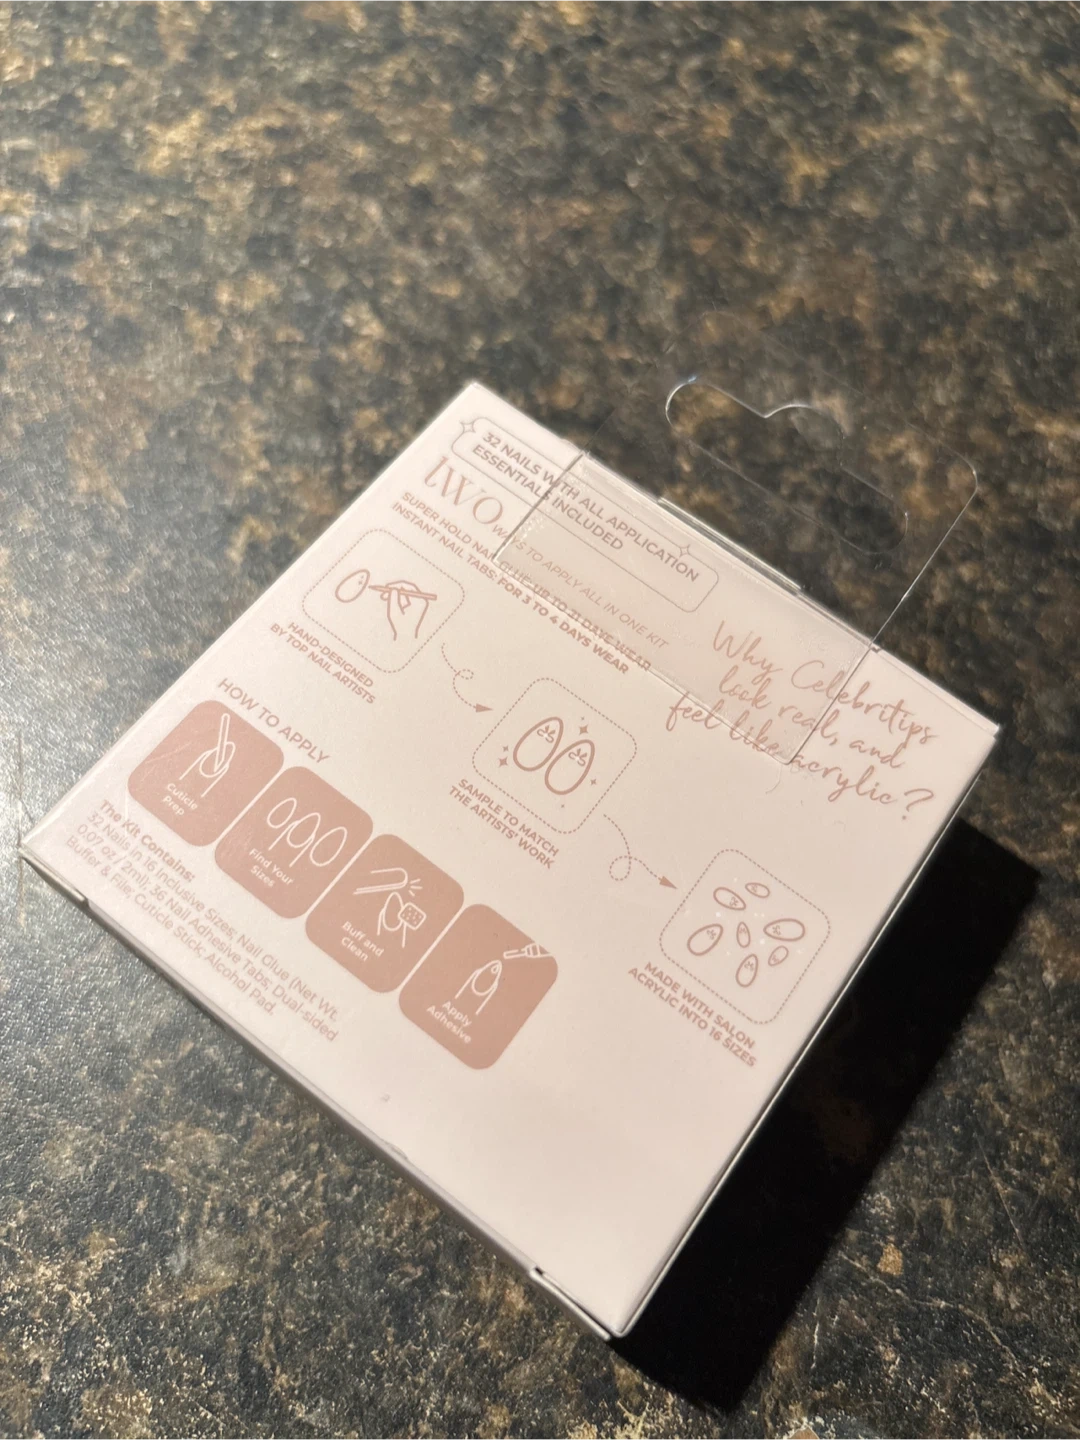 32 NAILS WITH ALL APPLICATION
ESSENTIALS INCLUDED
two WAYS TO APPLY ALL IN ONE KIT
SUPER HOLD NAIL GLUE: UP TO 21 DAYS WEAR
INSTANT NAIL TABS: FOR 3 TO 4 DAYS WEAR
Why Celebritips
look real, and
feel like acrylic?
HAND-DESIGNED
BY TOP NAIL ARTISTS
SAMPLE TO MATCH
THE ARTISTS' WORK
MADE WITH SALON
ACRYLIC INTO 16 SIZES
HOW TO APPLY
Cuticle
Prep
Find Your
Sizes
Buff and
Clean
Apply
Adhesive
The Kit Contains:
32 Nails in 16 Inclusive Sizes; Nail Glue (Net Wt.
0.07 oz / 2ml); 36 Nail Adhesive Tabs; Dual-sided
Buffer & Filer; Cuticle Stick; Alcohol Pad.